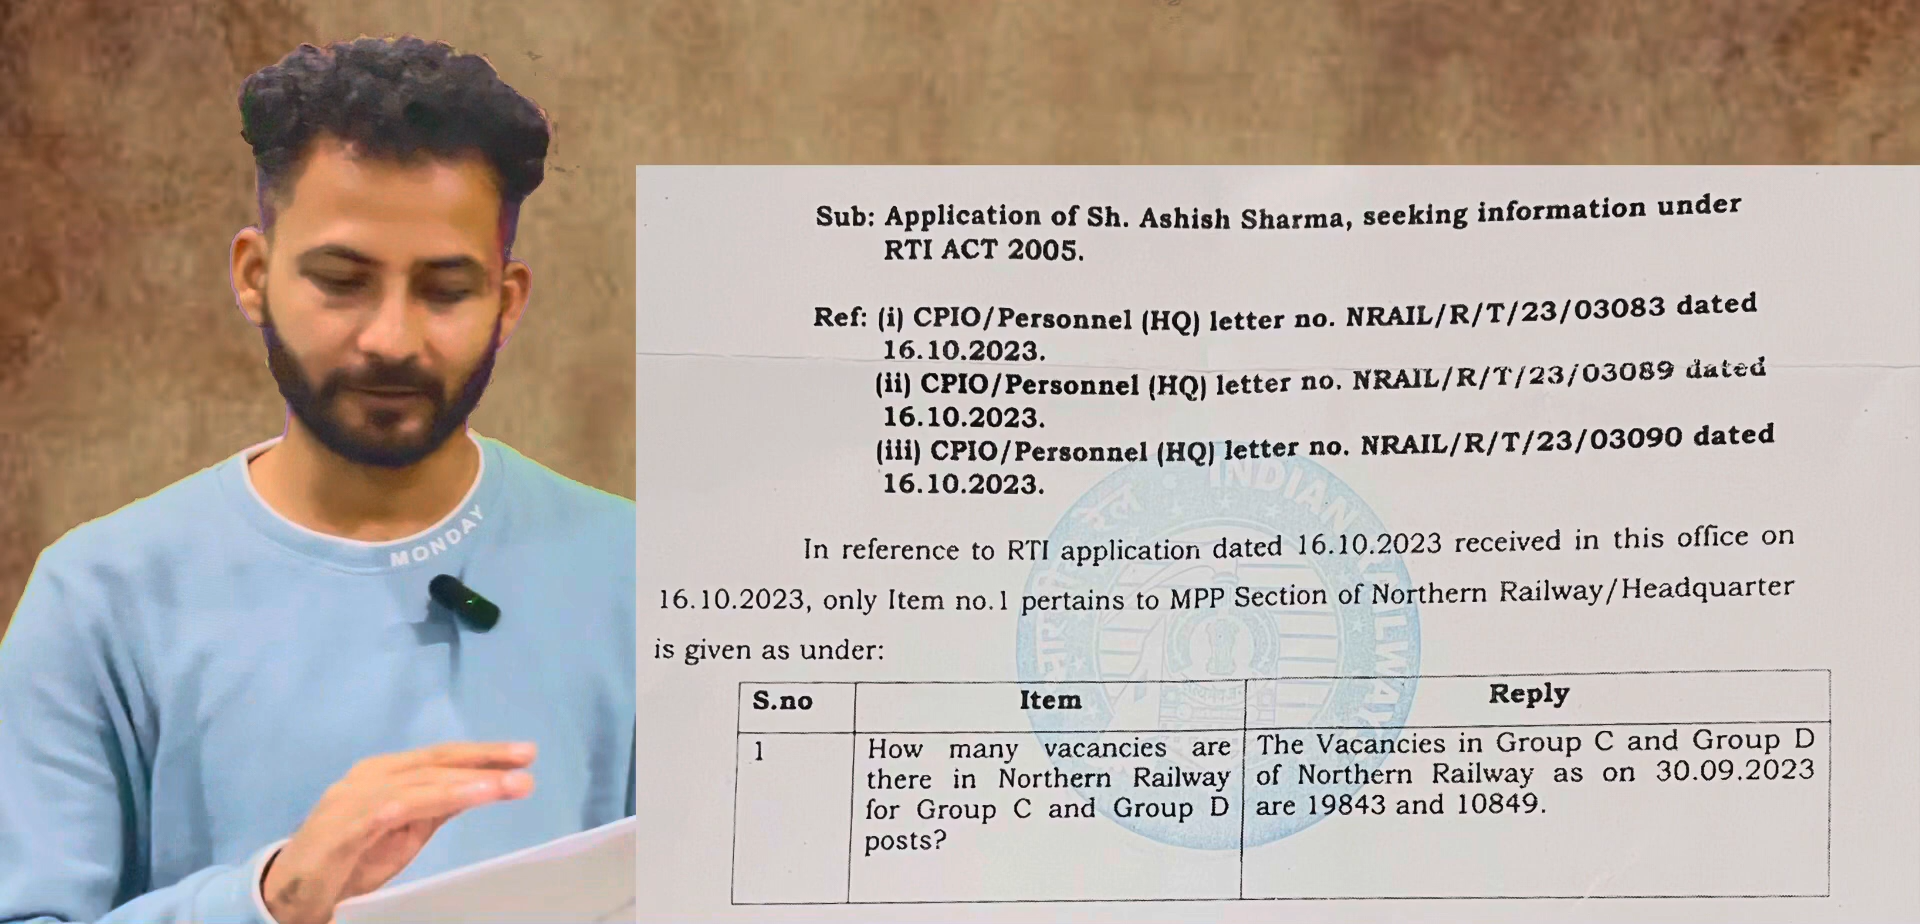 MONDAY
Sub: Application of Sh. Ashish Sharma, seeking information under
RTI ACT 2005.
Ref: (i) CPIO/Personnel (HQ) letter no. NRAIL/R/T/23/03083 dated
16.10.2023.
(ii) CPIO/Personnel (HQ) letter no. NRAIL/R/T/23/03089 dated
16.10.2023.
(iii) CPIO/Personnel (HQ) letter no. NRAIL/R/T/23/03090 dated
16.10.2023.
In reference to RTI application dated 16.10.2023 received in this office on
16.10.2023, only Item no.1 pertains to MPP Section of Northern Railway/Headquarter
is given as under:
S.no Item Reply
1 How many vacancies are The Vacancies in Group C and Group D
there in Northern Railway of Northern Railway as on 30.09.2023
for Group C and Group D are 19843 and 10849.
posts?
भारतीय रेल
INDIAN RAILWAY